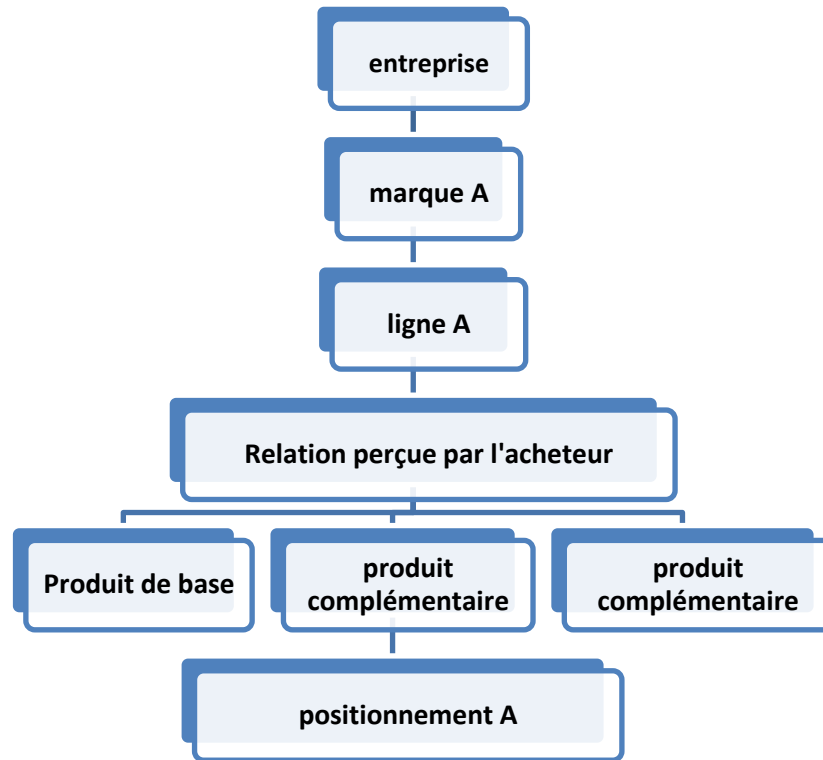 entreprise
marque A
ligne A
Relation perçue par l'acheteur
Produit de base
produit
complémentaire
produit
complémentaire
positionnement A